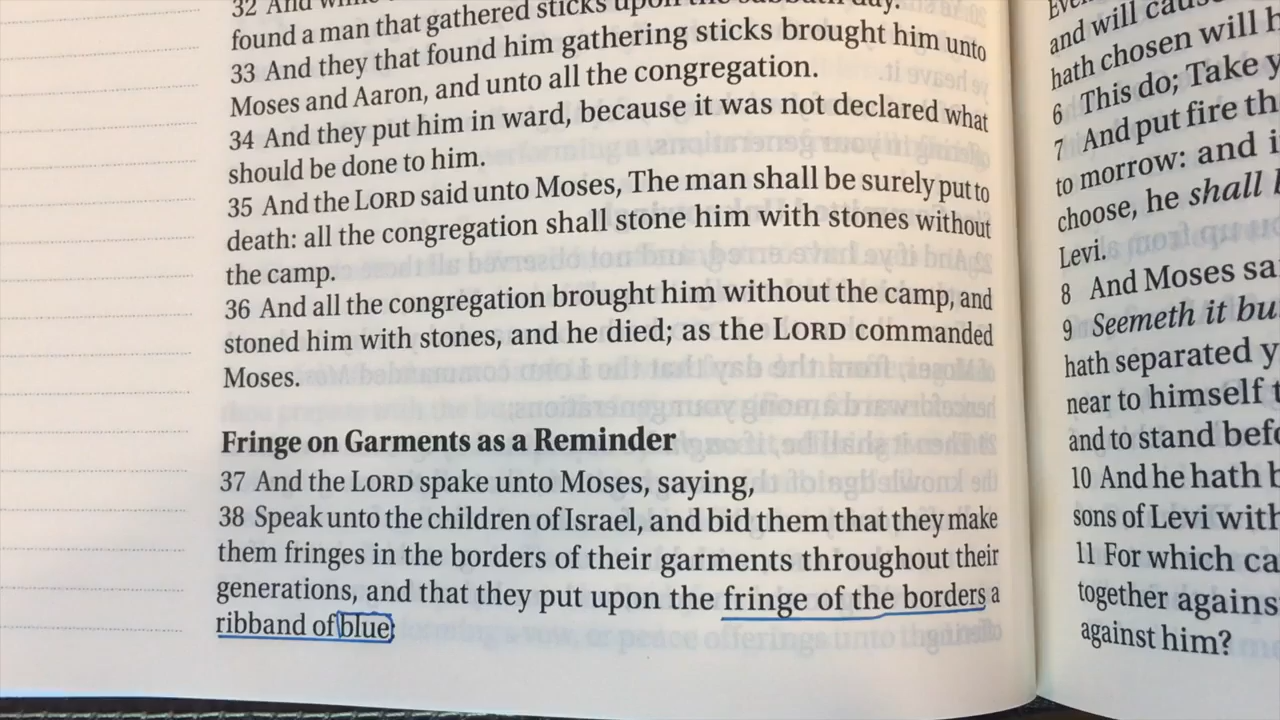 32 And
found a man that gathered sticks upon the sabbath day.
33 And they that found him gathering sticks brought him unto
Moses and Aaron, and unto all the congregation.
34 And they put him in ward, because it was not declared what
should be done to him.
35 And the LORD said unto Moses, The man shall be surely put to
death: all the congregation shall stone him with stones without
the camp.
36 And all the congregation brought him without the camp, and
stoned him with stones, and he died; as the LORD commanded
Moses.
Fringe on Garments as a Reminder
37 And the LORD spake unto Moses, saying,
38 Speak unto the children of Israel, and bid them that they make
them fringes in the borders of their garments throughout their
generations, and that they put upon the fringe of the borders a
ribband of blue
and will
hath chosen will
6 This do; Take
7 And put fire
to morrow: and
choose, he shall
Levi.
8 And Moses
9 Seemeth it
hath separated
near to himself
and to stand
10 And he hath
sons of Levi with
11 For which
together
against him?